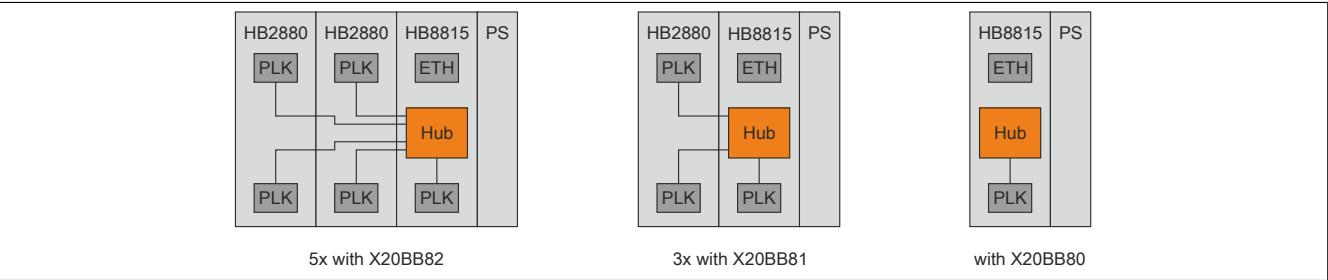 HB2880 HB2880 HB8815 PS HB2880 HB8815 PS HB8815 PS
PLK PLK ETH PLK ETH ETH
Hub Hub Hub
PLK PLK PLK PLK PLK PLK
5x with X20BB82 3x with X20BB81 with X20BB80